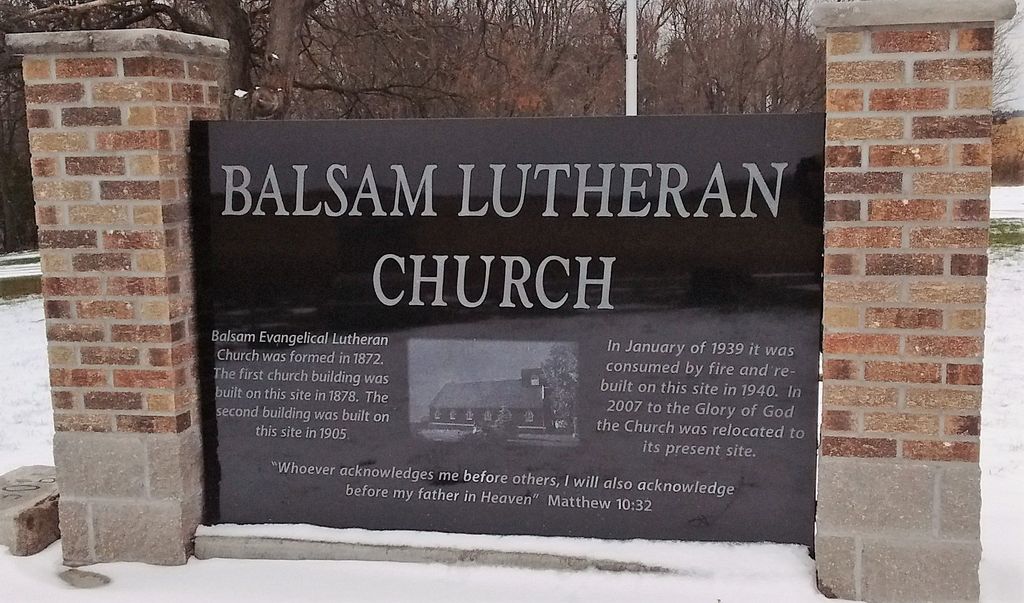 BALSAM LUTHERAN
CHURCH
Balsam Evangelical Lutheran
Church was formed in 1872.
The first church building was
built on this site in 1878. The
second building was built on
this site in 1905.
In January of 1939 it was
consumed by fire and re-
built on this site in 1940. In
2007 to the Glory of God
the Church was relocated to
its present site.
"Whoever acknowledges me before others, I will also acknowledge
before my father in Heaven" Matthew 10:32